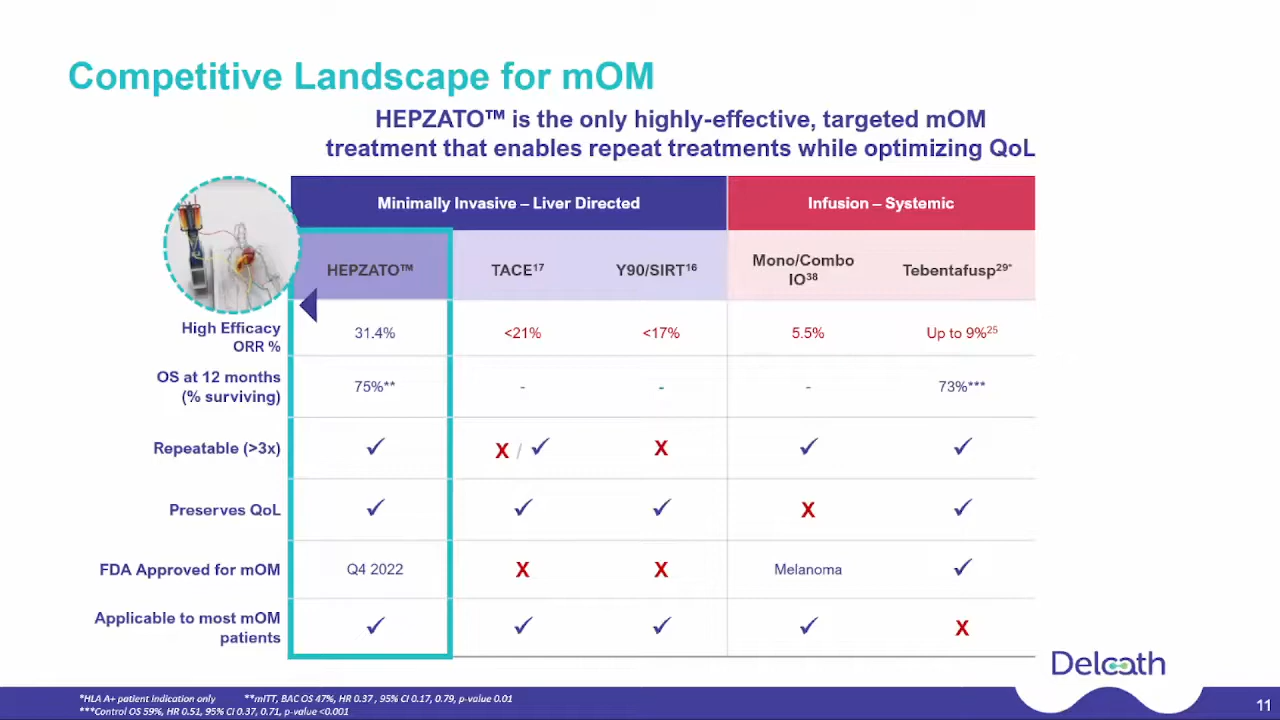 Competitive Landscape for mOM
HEPZATO™ is the only highly-effective, targeted mOM
treatment that enables repeat treatments while optimizing QoL
Minimally Invasive – Liver Directed
Infusion – Systemic
HEPZATO™
TACE17
Y90/SIRT16
Mono/Combo
IO38
Tebentafusp29*
High Efficacy
ORR %
31.4%
<21%
<17%
5.5%
Up to 9%25
OS at 12 months
(% surviving)
75%**
-
-
-
73%***
Repeatable (>3x)
✓
X / ✓
X
✓
✓
Preserves QoL
✓
✓
✓
X
✓
FDA Approved for mOM
Q4 2022
X
X
Melanoma
✓
Applicable to most mOM
patients
✓
✓
✓
✓
X
Delcath
*HLA A+ patient indication only **mITT, BAC OS 47%, HR 0.37 , 95% CI 0.17, 0.79, p-value 0.01
***Control OS 59%, HR 0.51, 95% CI 0.37, 0.71, p-value <0.001
11